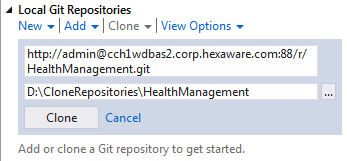 Local Git Repositories
New Add Clone View Options
http://admin@cch1wdbas2.corp.hexaware.com:88/r/
HealthManagement.git
D:\CloneRepositories\HealthManagement ...
Clone Cancel
Add or clone a Git repository to get started.